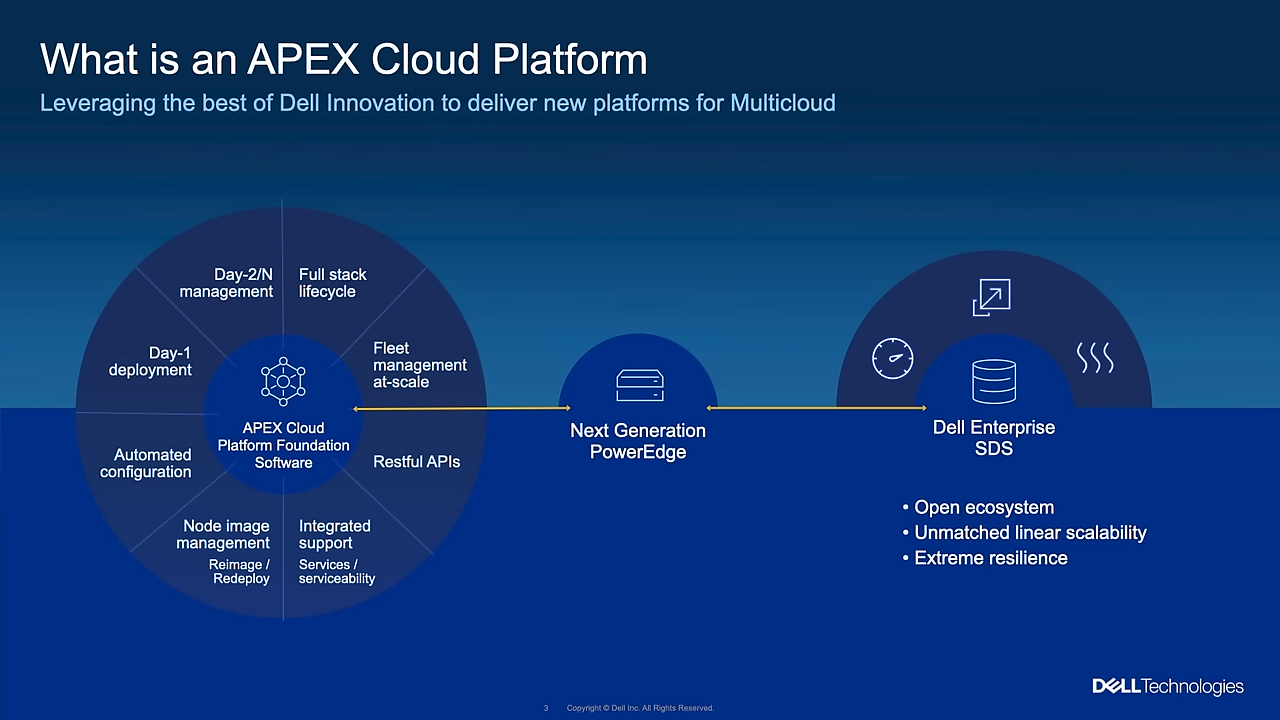 What is an APEX Cloud Platform
Leveraging the best of Dell Innovation to deliver new platforms for Multicloud
Day-2/N
management
Full stack
lifecycle
Day-1
deployment
Fleet
management
at-scale
APEX Cloud
Platform Foundation
Software
Automated
configuration
Restful APIs
Node image
management
Reimage /
Redeploy
Integrated
support
Services /
serviceability
Next Generation
PowerEdge
Dell Enterprise
SDS
• Open ecosystem
• Unmatched linear scalability
• Extreme resilience
DELLTechnologies
3 Copyright © Dell Inc. All Rights Reserved.